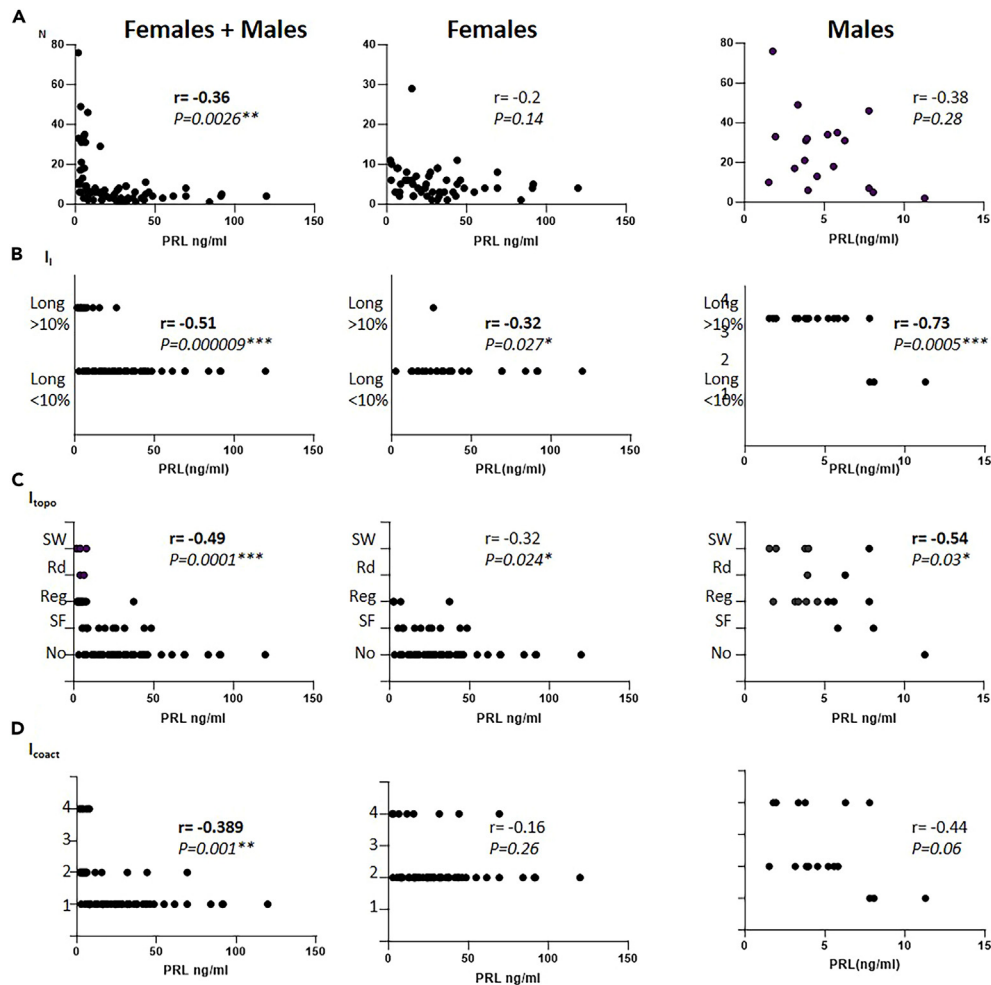 A
Females + Males
Females
Males
N
80
60
40
20
0
0
50
100
150
PRL ng/ml
r= -0.36
P=0.0026**
40
30
20
10
0
0
50
100
150
PRL ng/ml
r= -0.2
P=0.14
80
60
40
20
0
0
5
10
15
PRL(ng/ml)
r= -0.38
P=0.28
B
Il
Long
>10%
Long
<10%
r= -0.51
P=0.000009***
0
50
100
150
PRL(ng/ml)
Long
>10%
Long
<10%
r= -0.32
P=0.027*
0
50
100
150
PRL(ng/ml)
4
Long
>10%
3
2
Long
1
<10%
r= -0.73
P=0.0005***
0
5
10
15
PRL(ng/ml)
C
Itopo
SW
Rd
Reg
SF
No
r= -0.49
P=0.0001***
0
50
100
150
PRL ng/ml
SW
Rd
Reg
SF
No
r= -0.32
P=0.024*
0
50
100
150
PRL ng/ml
SW
Rd
Reg
SF
No
r= -0.54
P=0.03*
0
5
10
15
PRL ng/ml
D
Icoact
4
3
2
1
r= -0.389
P=0.001**
0
50
100
150
PRL ng/ml
4
3
2
1
r= -0.16
P=0.26
0
50
100
150
PRL ng/ml
r= -0.44
P=0.06
0
5
10
15
PRL(ng/ml)